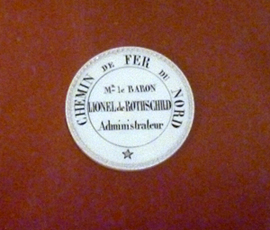 CHEMIN DE FER DU NORD
Mr. le BARON
LIONEL de ROTHSCHILD
Administrateur